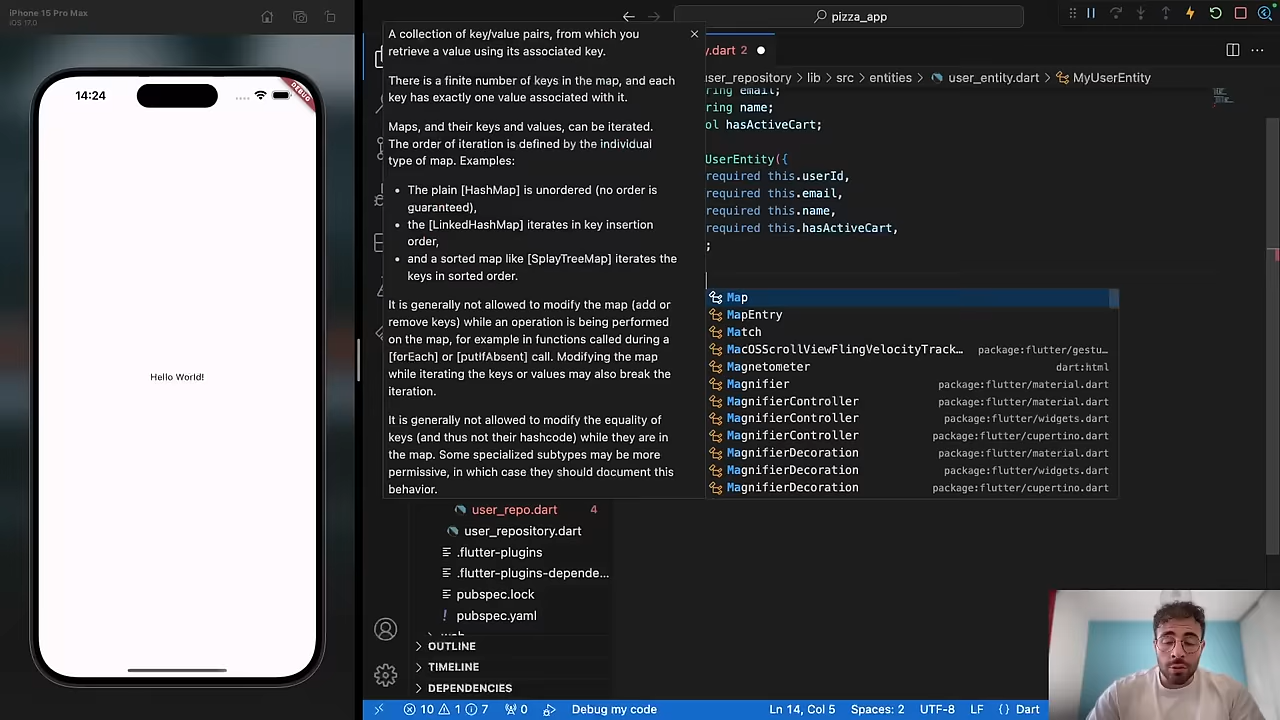 iPhone 15 Pro Max
iOS 17.0
14:24
DEBUG
Hello World!
pizza_app
A collection of key/value pairs, from which you
retrieve a value using its associated key.
There is a finite number of keys in the map, and each
key has exactly one value associated with it.
Maps, and their keys and values, can be iterated.
The order of iteration is defined by the individual
type of map. Examples:
• The plain [HashMap] is unordered (no order is
guaranteed),
• the [LinkedHashMap] iterates in key insertion
order,
• and a sorted map like [SplayTreeMap] iterates the
keys in sorted order.
It is generally not allowed to modify the map (add or
remove keys) while an operation is being performed
on the map, for example in functions called during a
[forEach] or [putIfAbsent] call. Modifying the map
while iterating the keys or values may also break the
iteration.
It is generally not allowed to modify the equality of
keys (and thus not their hashcode) while they are in
the map. Some specialized subtypes may be more
permissive, in which case they should document this
behavior.
y.dart 2
user_repository > lib > src > entities > user_entity.dart > MyUserEntity
ring email;
ring name;
ol hasActiveCart;
UserEntity({
required this.userId,
required this.email,
required this.name,
required this.hasActiveCart,
;
Map
MapEntry
Match
MacOSScrollViewFlingVelocityTrack… package:flutter/gestu…
Magnetometer dart:html
Magnifier package:flutter/material.dart
MagnifierController package:flutter/material.dart
MagnifierController package:flutter/widgets.dart
MagnifierController package:flutter/cupertino.dart
MagnifierDecoration package:flutter/material.dart
MagnifierDecoration package:flutter/widgets.dart
MagnifierDecoration package:flutter/cupertino.dart
user_repo.dart 4
user_repository.dart
.flutter-plugins
.flutter-plugins-depende…
pubspec.lock
! pubspec.yaml
web
> OUTLINE
> TIMELINE
> DEPENDENCIES
10 1 7 0 Debug my code Ln 14, Col 5 Spaces: 2 UTF-8 LF {} Dart